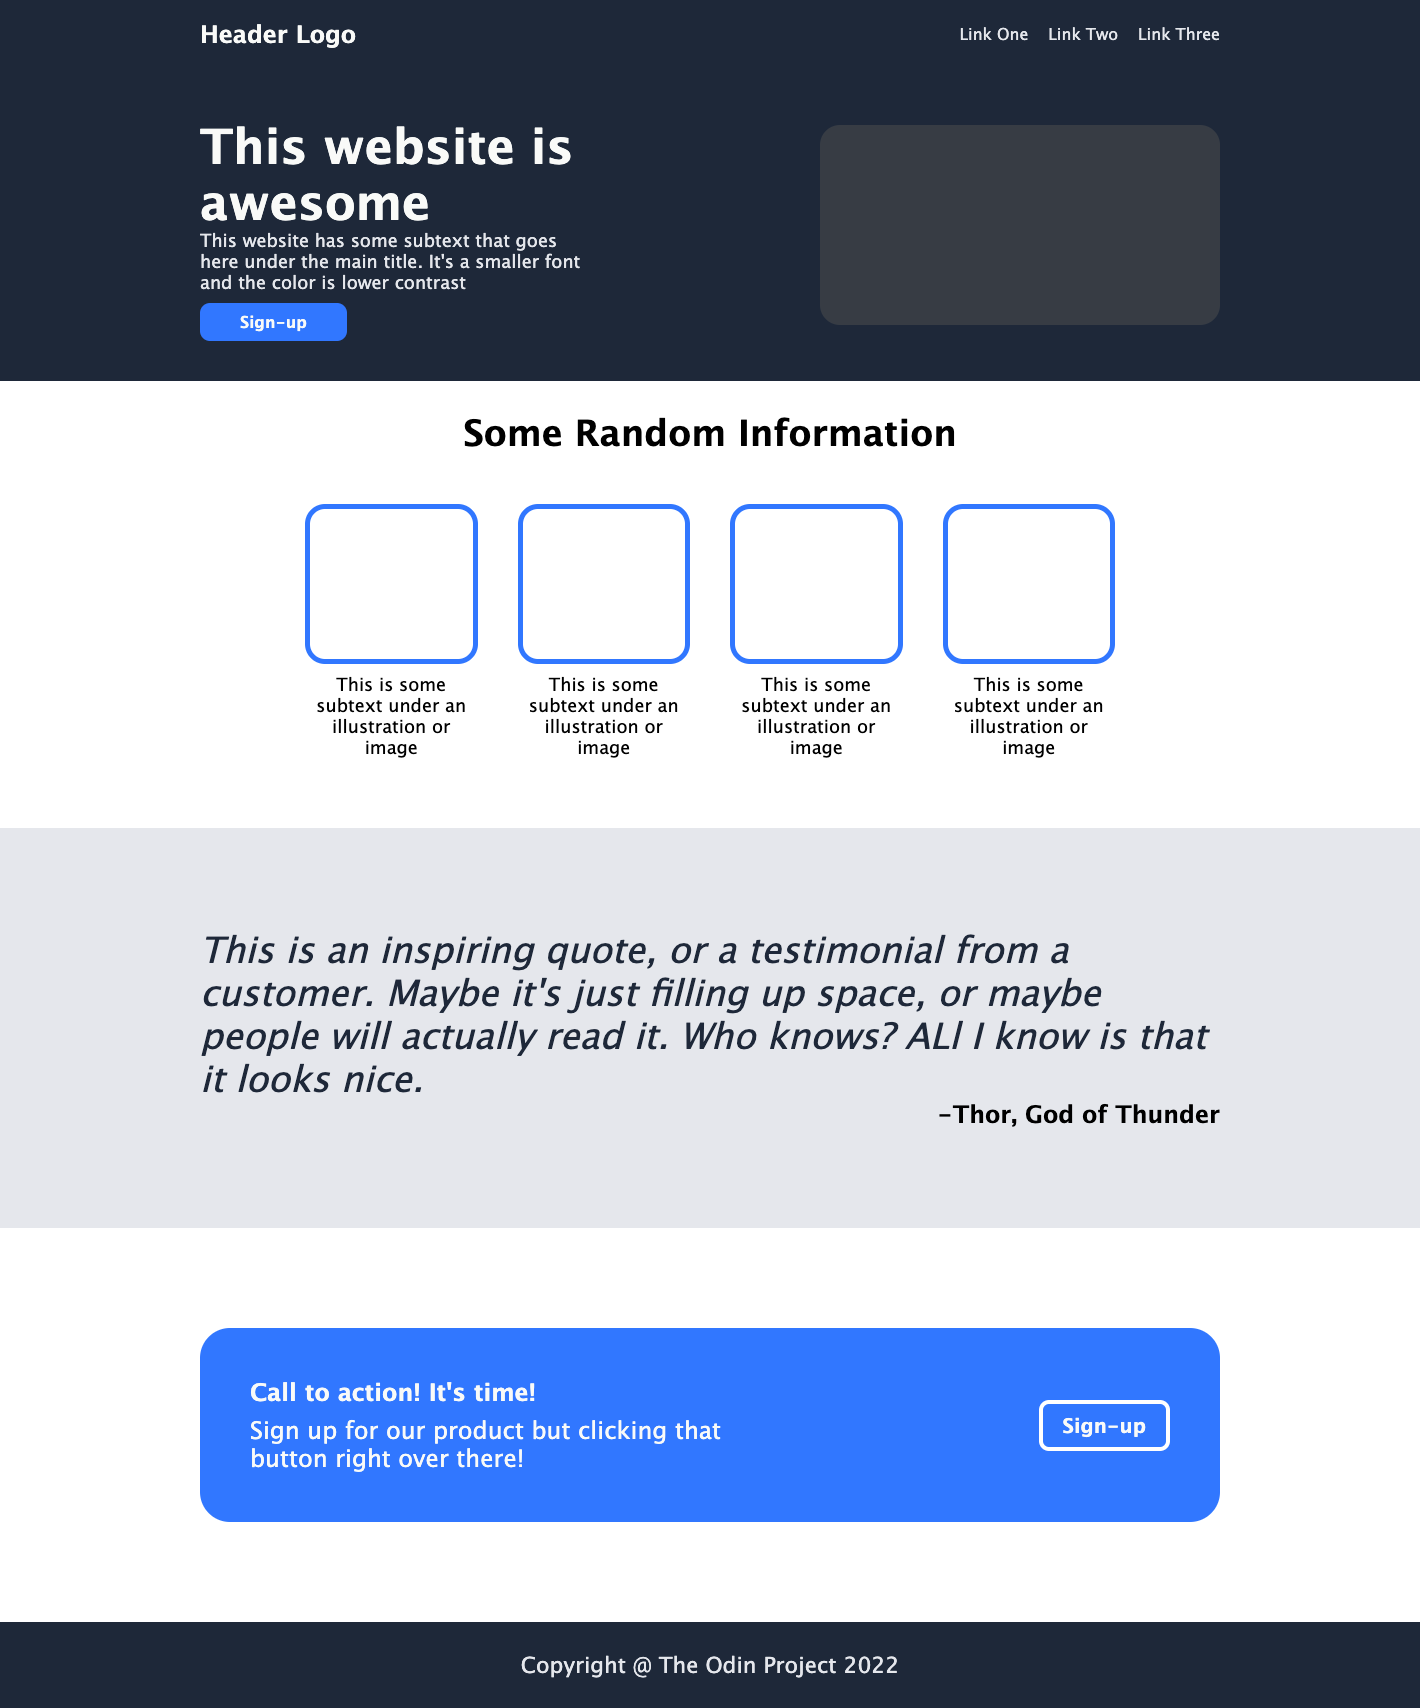 Header Logo
Link One Link Two Link Three
This website is
awesome
This website has some subtext that goes
here under the main title. It's a smaller font
and the color is lower contrast
Sign-up
Some Random Information
This is some
subtext under an
illustration or
image
This is some
subtext under an
illustration or
image
This is some
subtext under an
illustration or
image
This is some
subtext under an
illustration or
image
This is an inspiring quote, or a testimonial from a
customer. Maybe it's just filling up space, or maybe
people will actually read it. Who knows? ALl I know is that
it looks nice.
-Thor, God of Thunder
Call to action! It's time!
Sign up for our product but clicking that
button right over there!
Sign-up
Copyright @ The Odin Project 2022